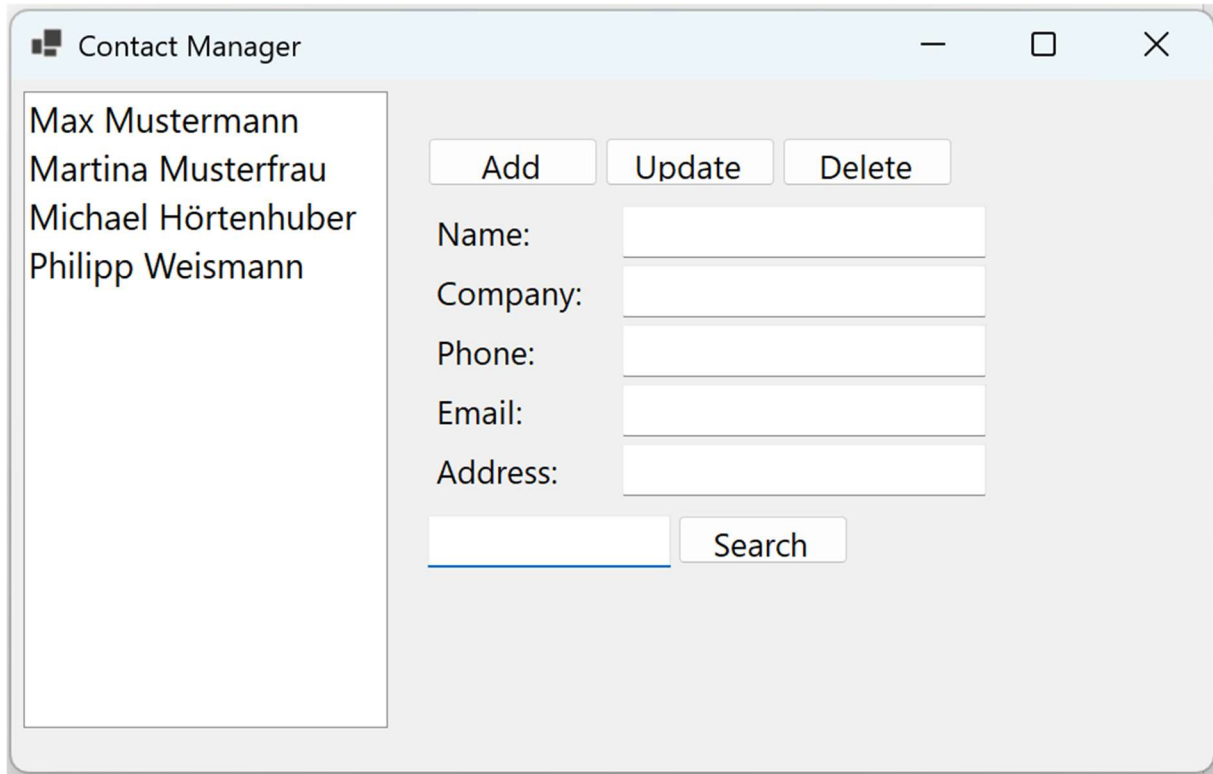 Contact Manager
Max Mustermann
Martina Musterfrau
Michael Hörtenhuber
Philipp Weismann
Add Update Delete
Name:
Company:
Phone:
Email:
Address:
Search